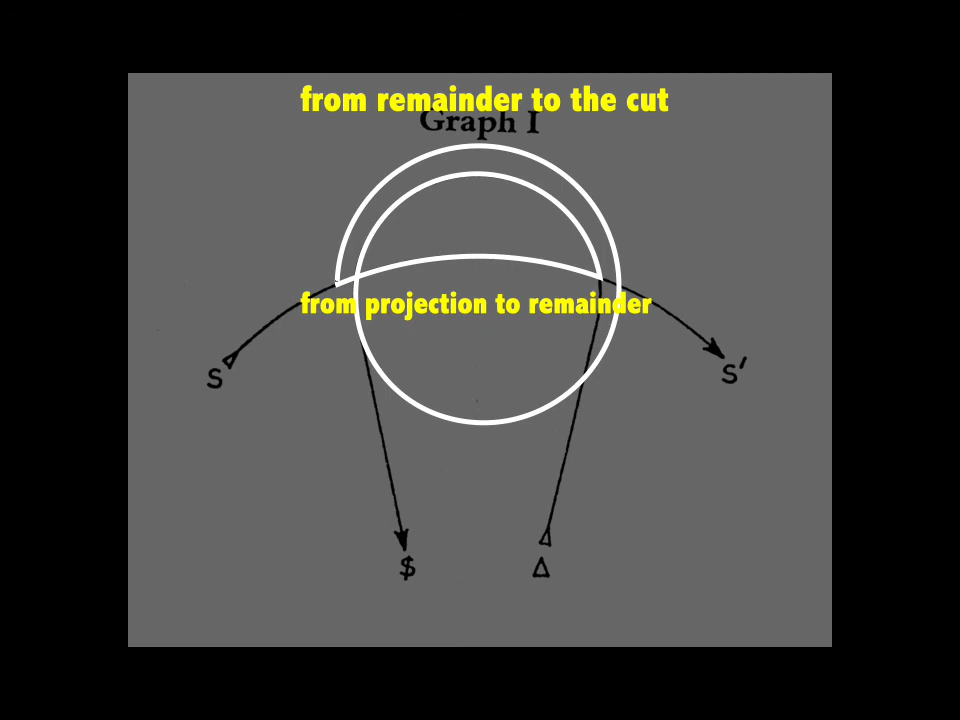 from remainder to the cut
Graph I
from projection to remainder
S
S′
$
Δ